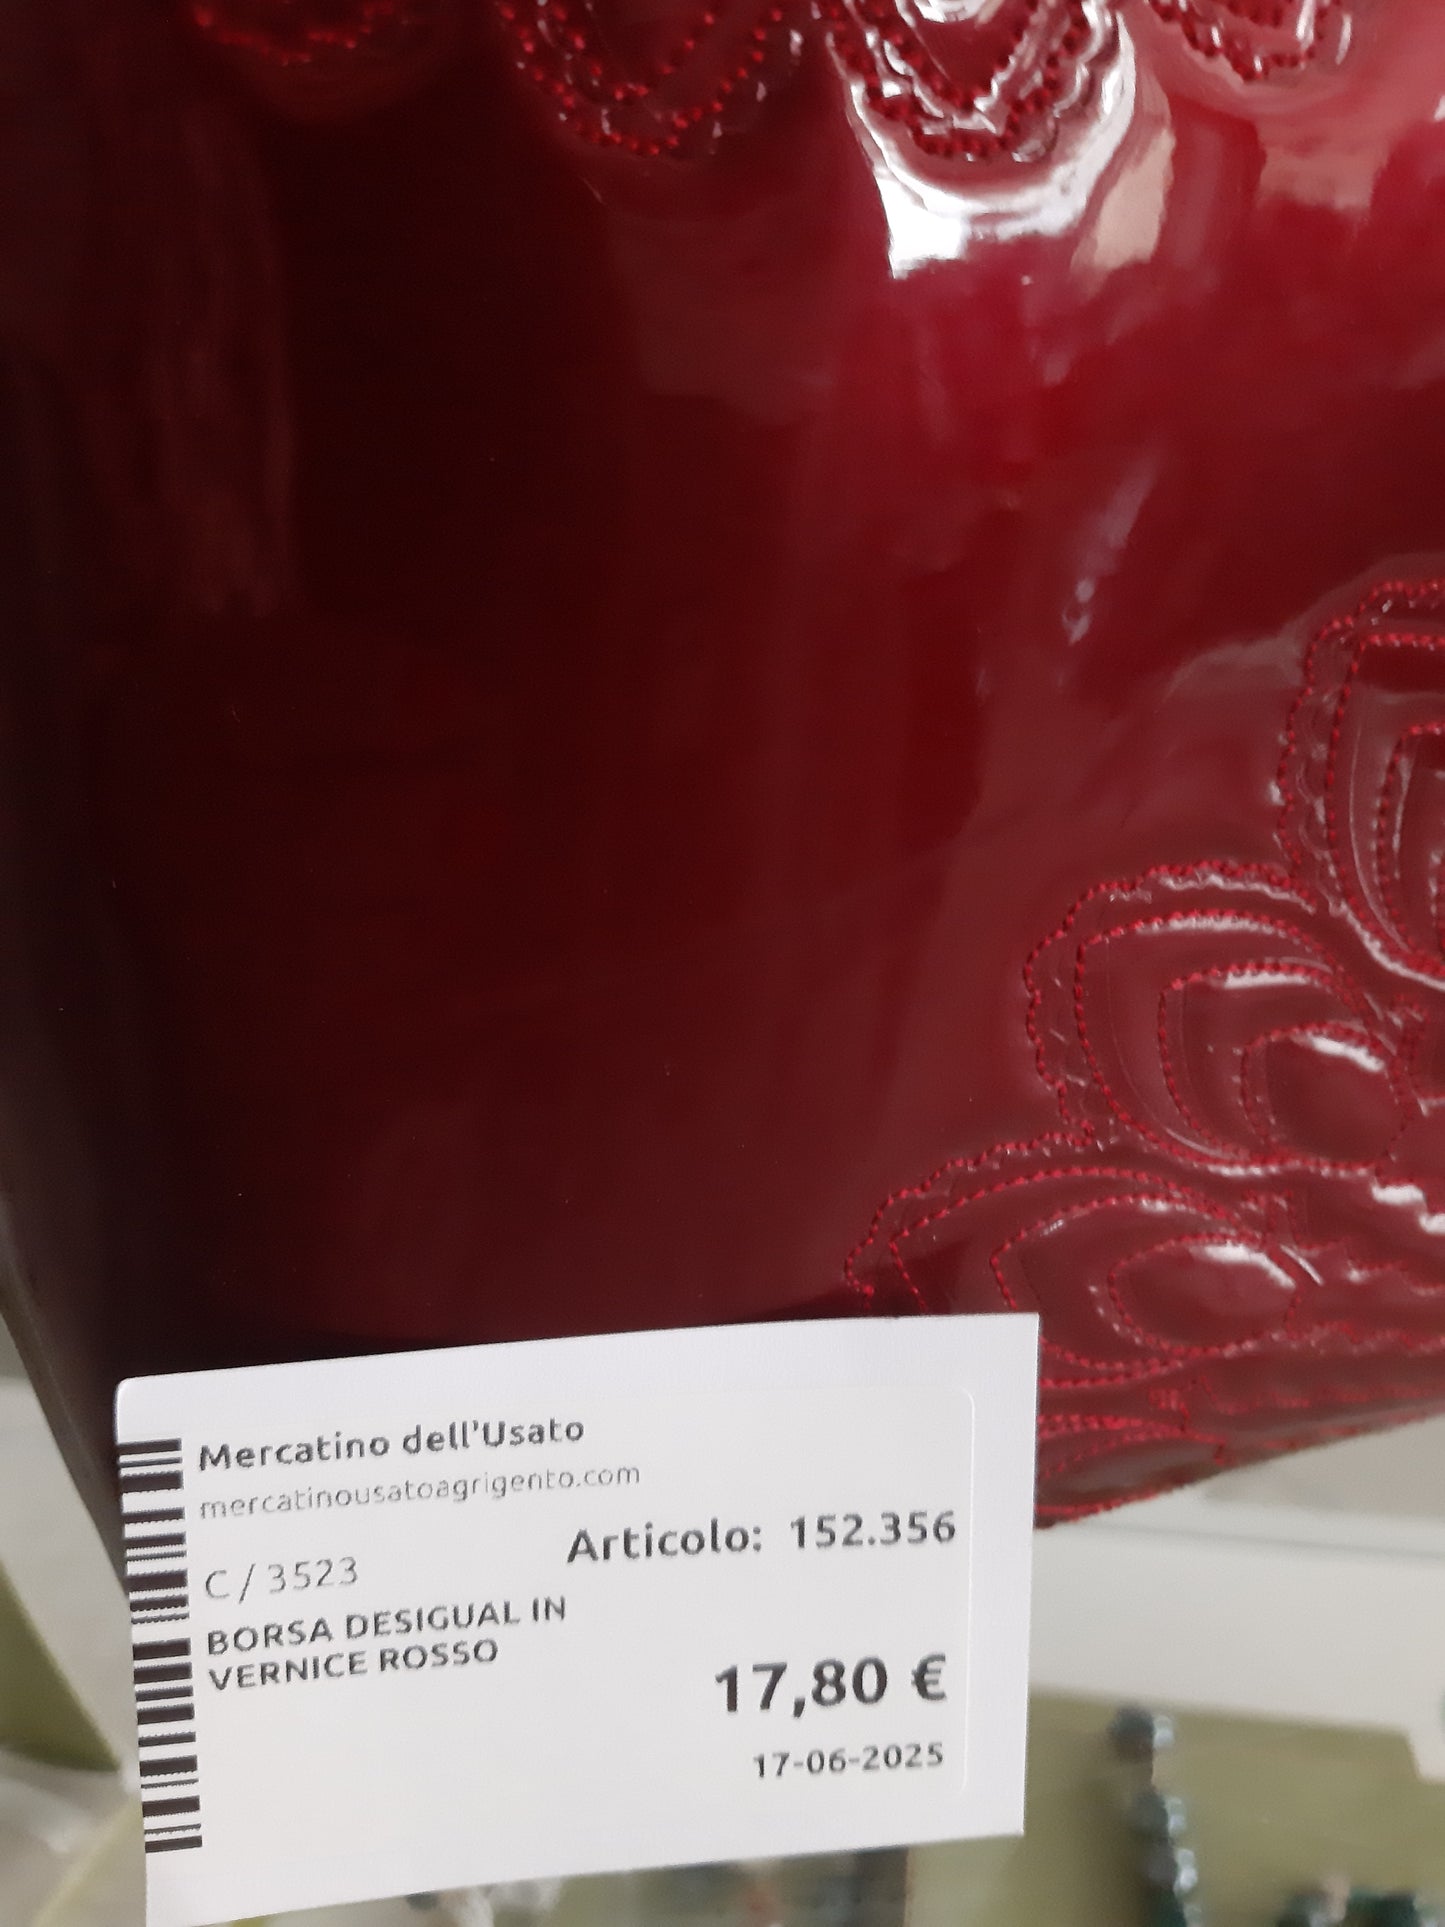 Mercatino dell'Usato
mercatinousatoagrigento.com
Articolo: 152.356
C / 3523
BORSA DESIGUAL IN
VERNICE ROSSO
17,80 €
17-06-2025